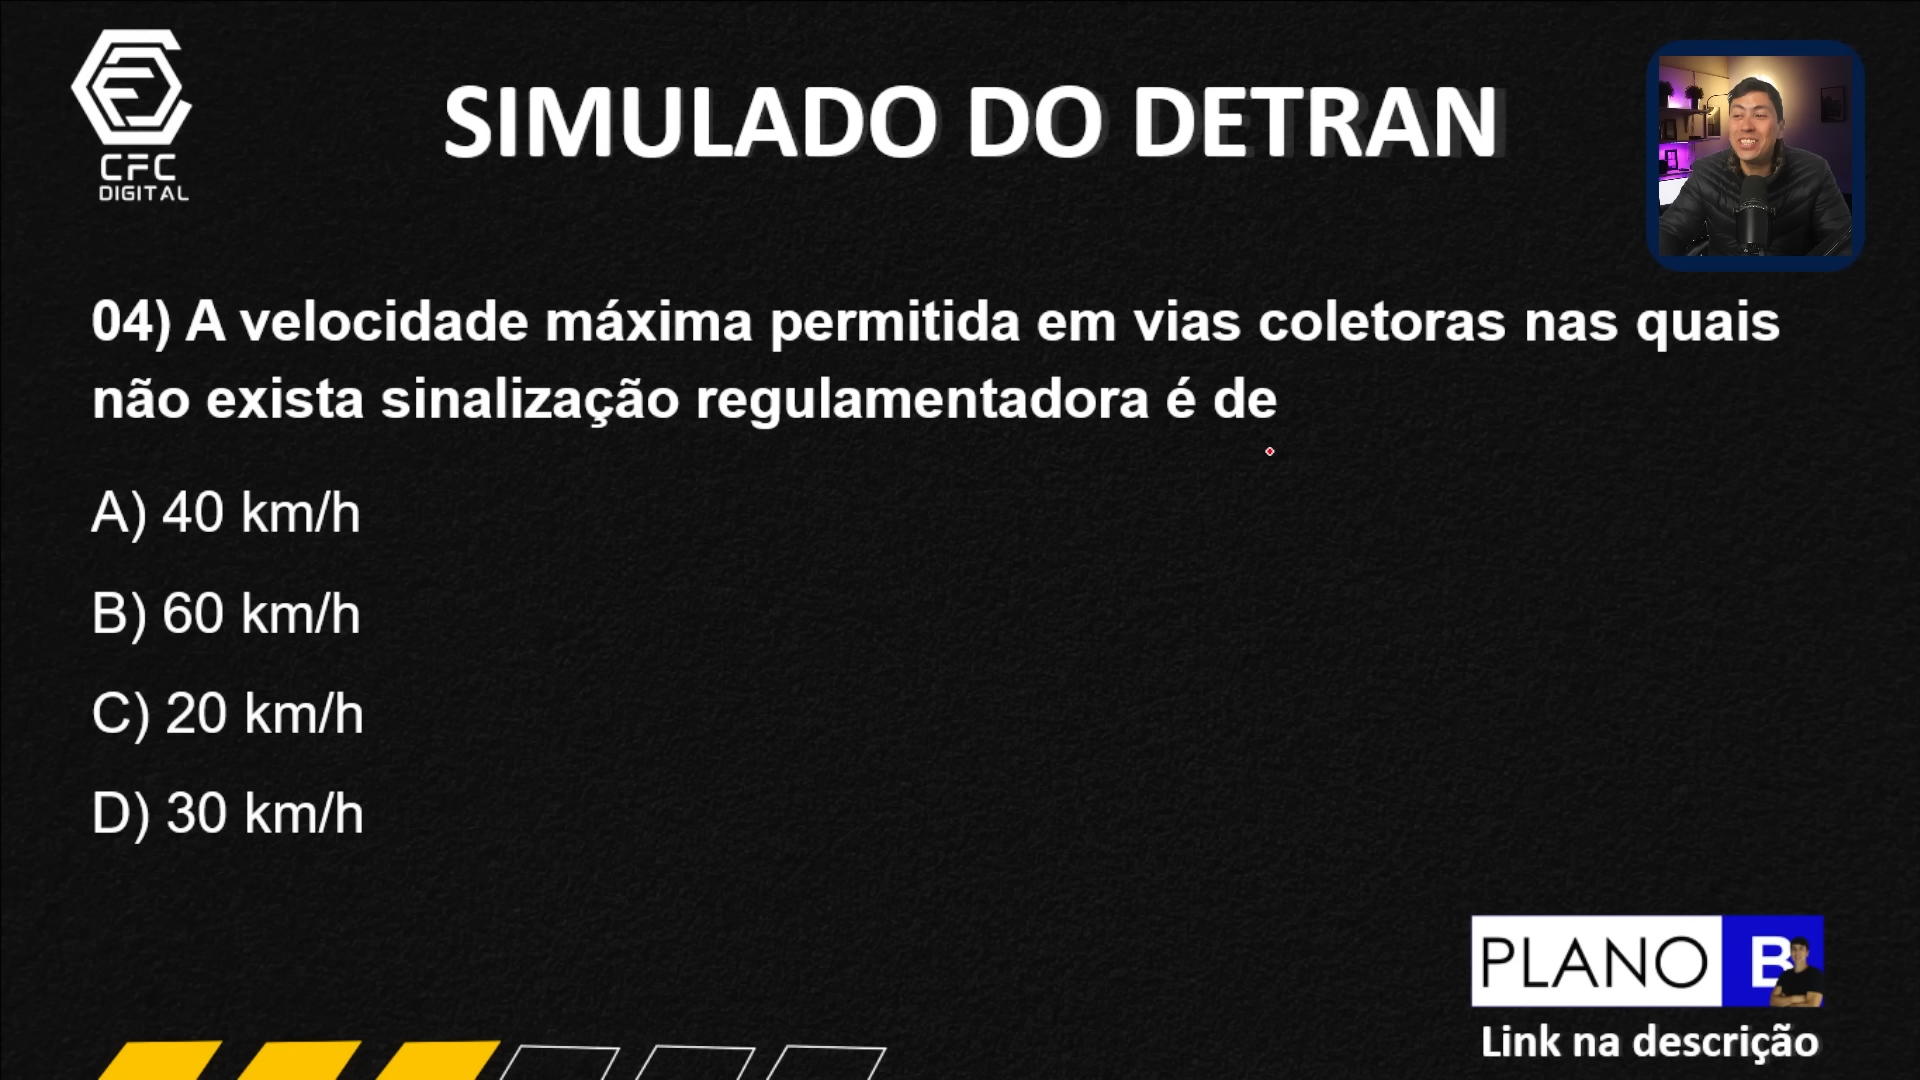 CFC
DIGITAL
SIMULADO DO DETRAN
04) A velocidade máxima permitida em vias coletoras nas quais
não exista sinalização regulamentadora é de
A) 40 km/h
B) 60 km/h
C) 20 km/h
D) 30 km/h
PLANO B
Link na descrição